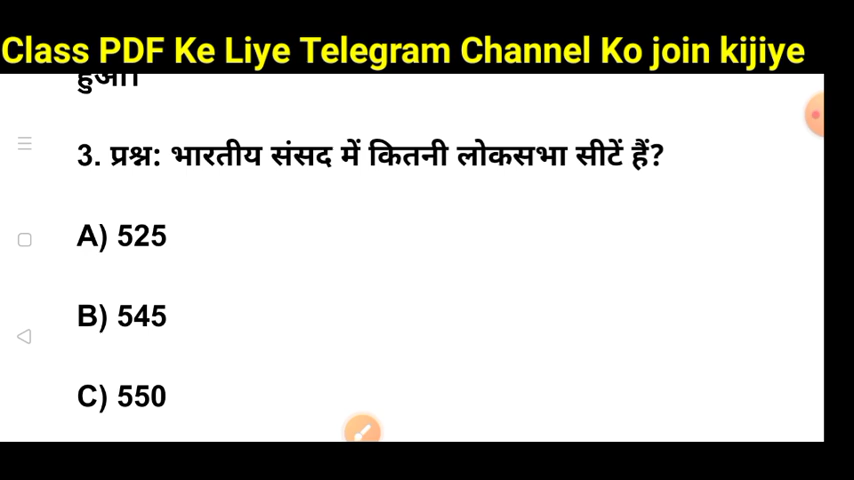 Class PDF Ke Liye Telegram Channel Ko join kijiye
हुआ।
3. प्रश्न: भारतीय संसद में कितनी लोकसभा सीटें हैं?
A) 525
B) 545
C) 550